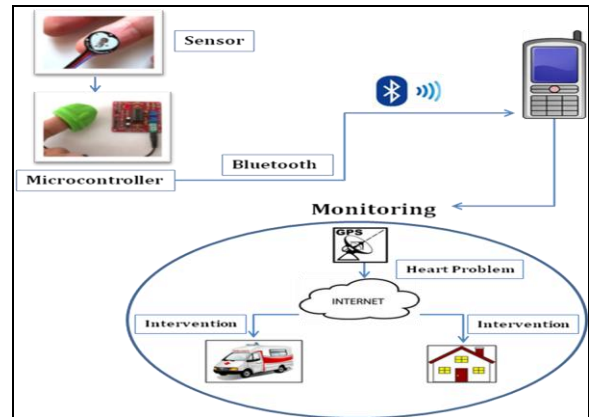 Sensor
Bluetooth
Microcontroller
Monitoring
GPS
Heart Problem
INTERNET
Intervention
Intervention